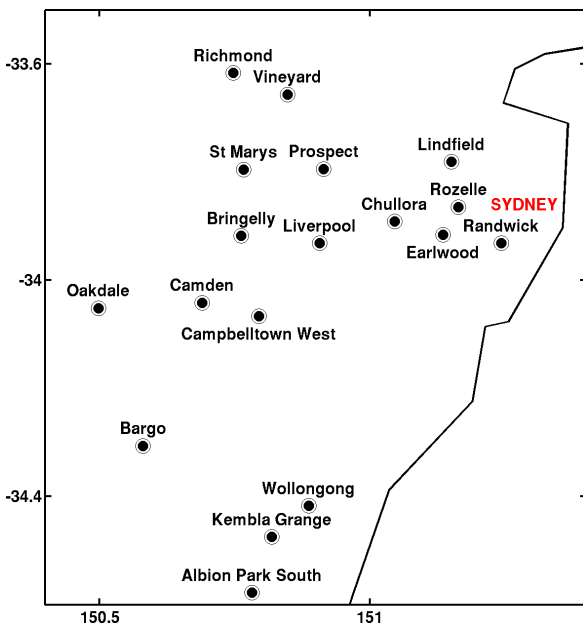 Richmond
-33.6
Vineyard
Lindfield
St Marys
Prospect
Rozelle
Chullora
SYDNEY
Bringelly
Liverpool
Randwick
Earlwood
-34
Oakdale
Camden
Campbelltown West
Bargo
Wollongong
-34.4
Kembla Grange
Albion Park South
150.5
151